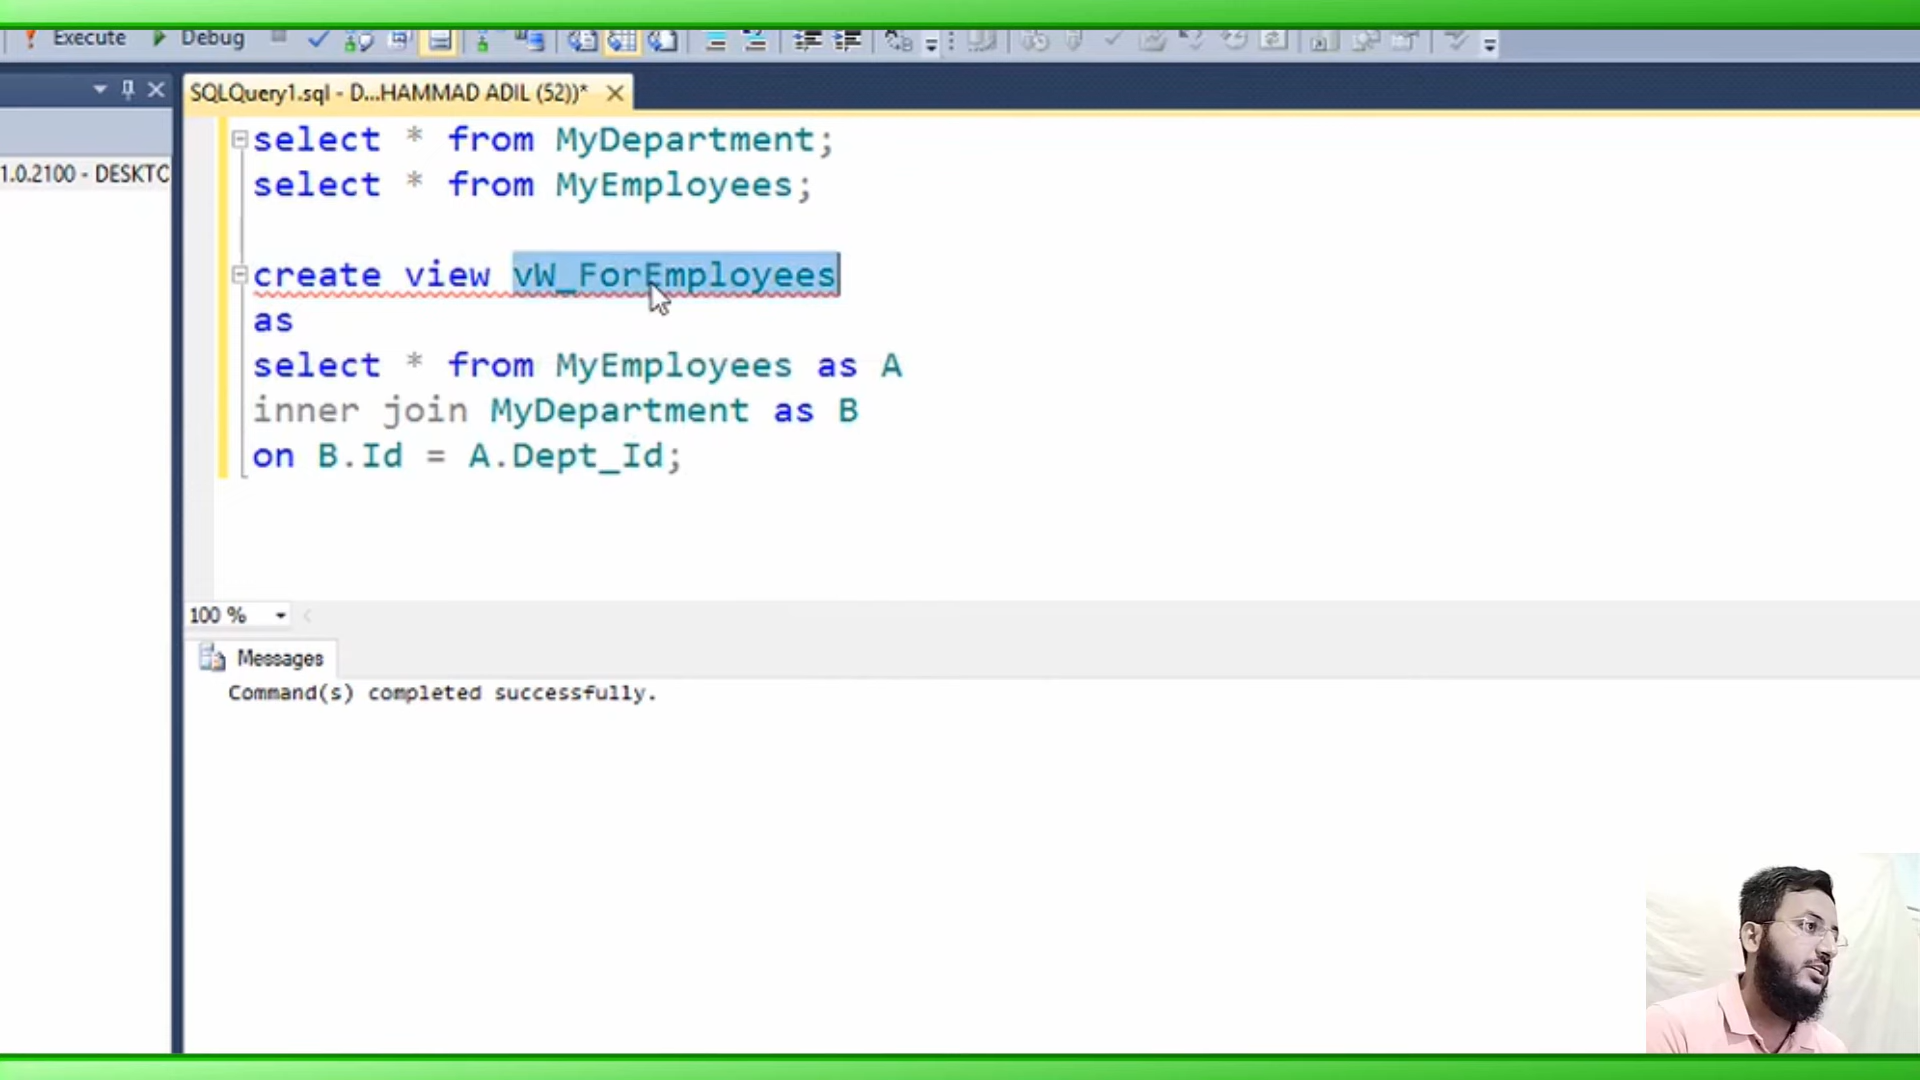 Execute Debug
SQLQuery1.sql - D...HAMMAD ADIL (52))*
1.0.2100 - DESKTO
select * from MyDepartment;
select * from MyEmployees;
create view vW_ForEmployees
as
select * from MyEmployees as A
inner join MyDepartment as B
on B.Id = A.Dept_Id;
100 %
Messages
Command(s) completed successfully.